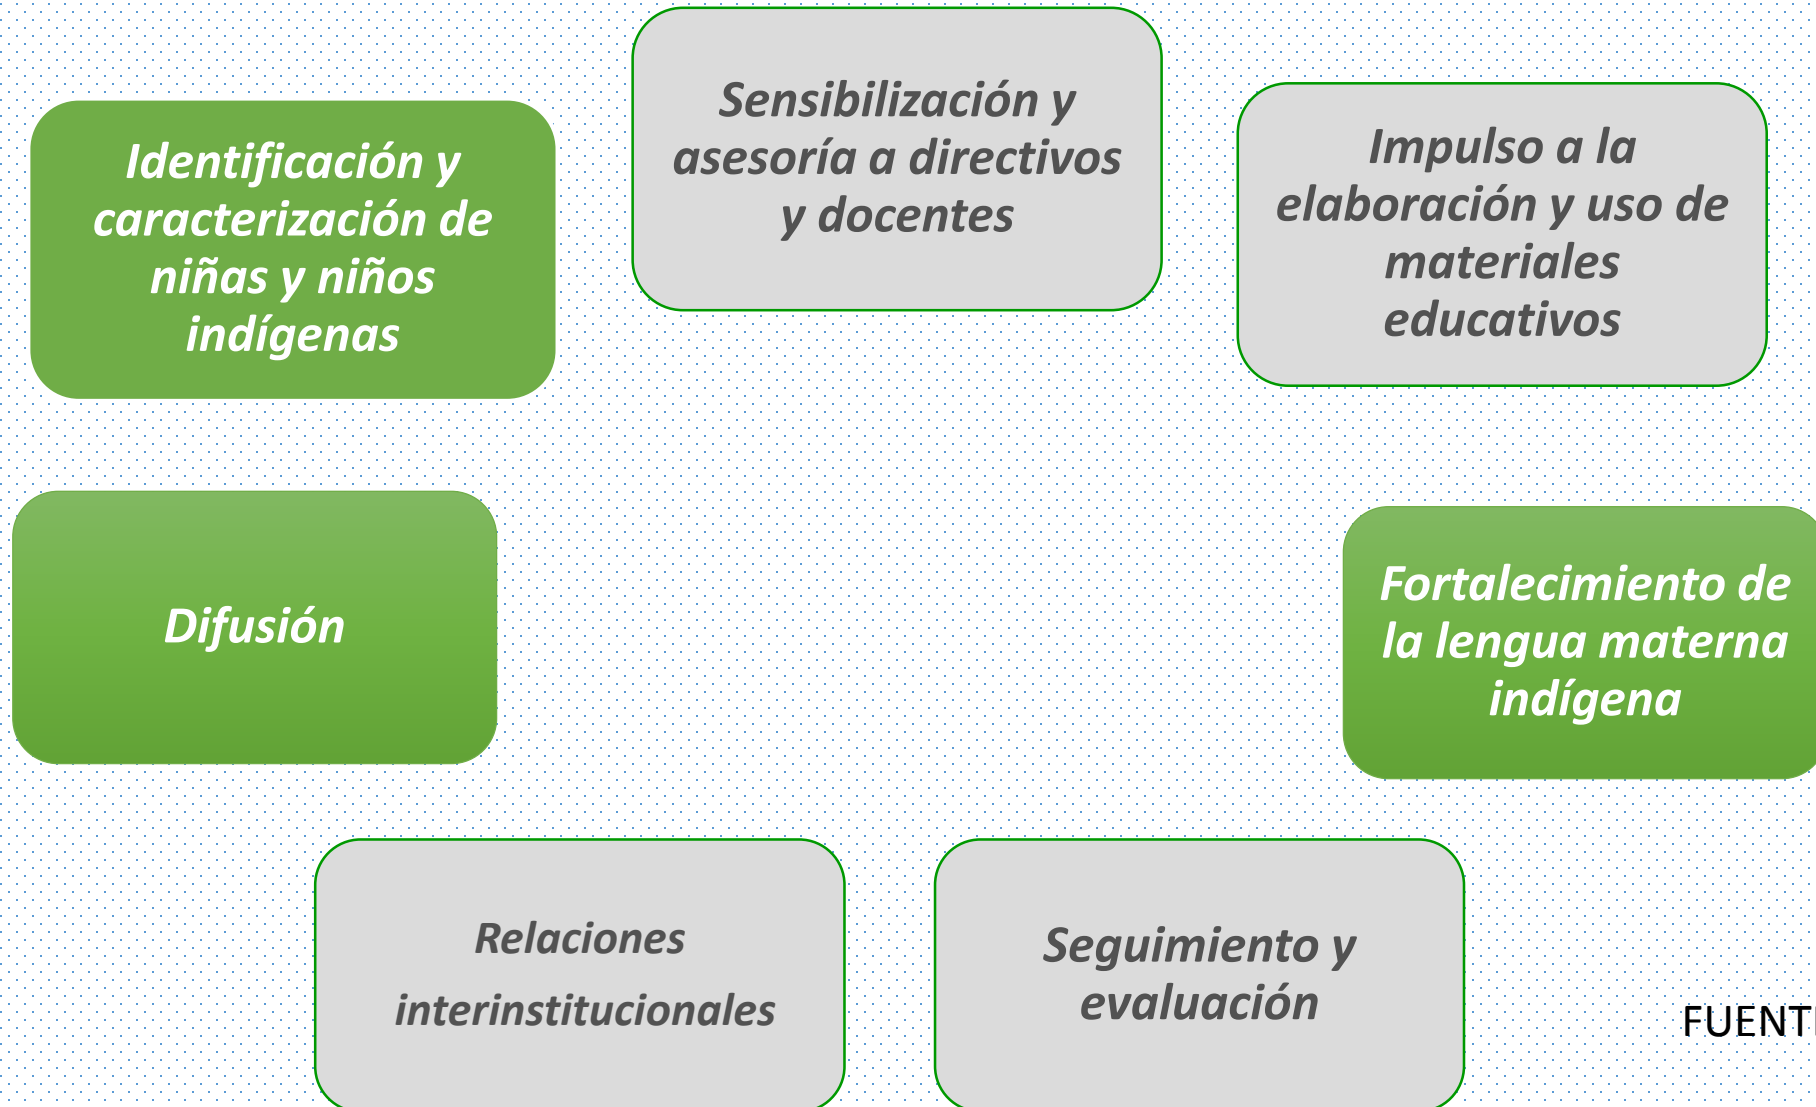 Sensibilización y
asesoría a directivos
y docentes
Identificación y
caracterización de
niñas y niños
indígenas
Impulso a la
elaboración y uso de
materiales
educativos
Difusión
Fortalecimiento de
la lengua materna
indígena
Relaciones
interinstitucionales
Seguimiento y
evaluación